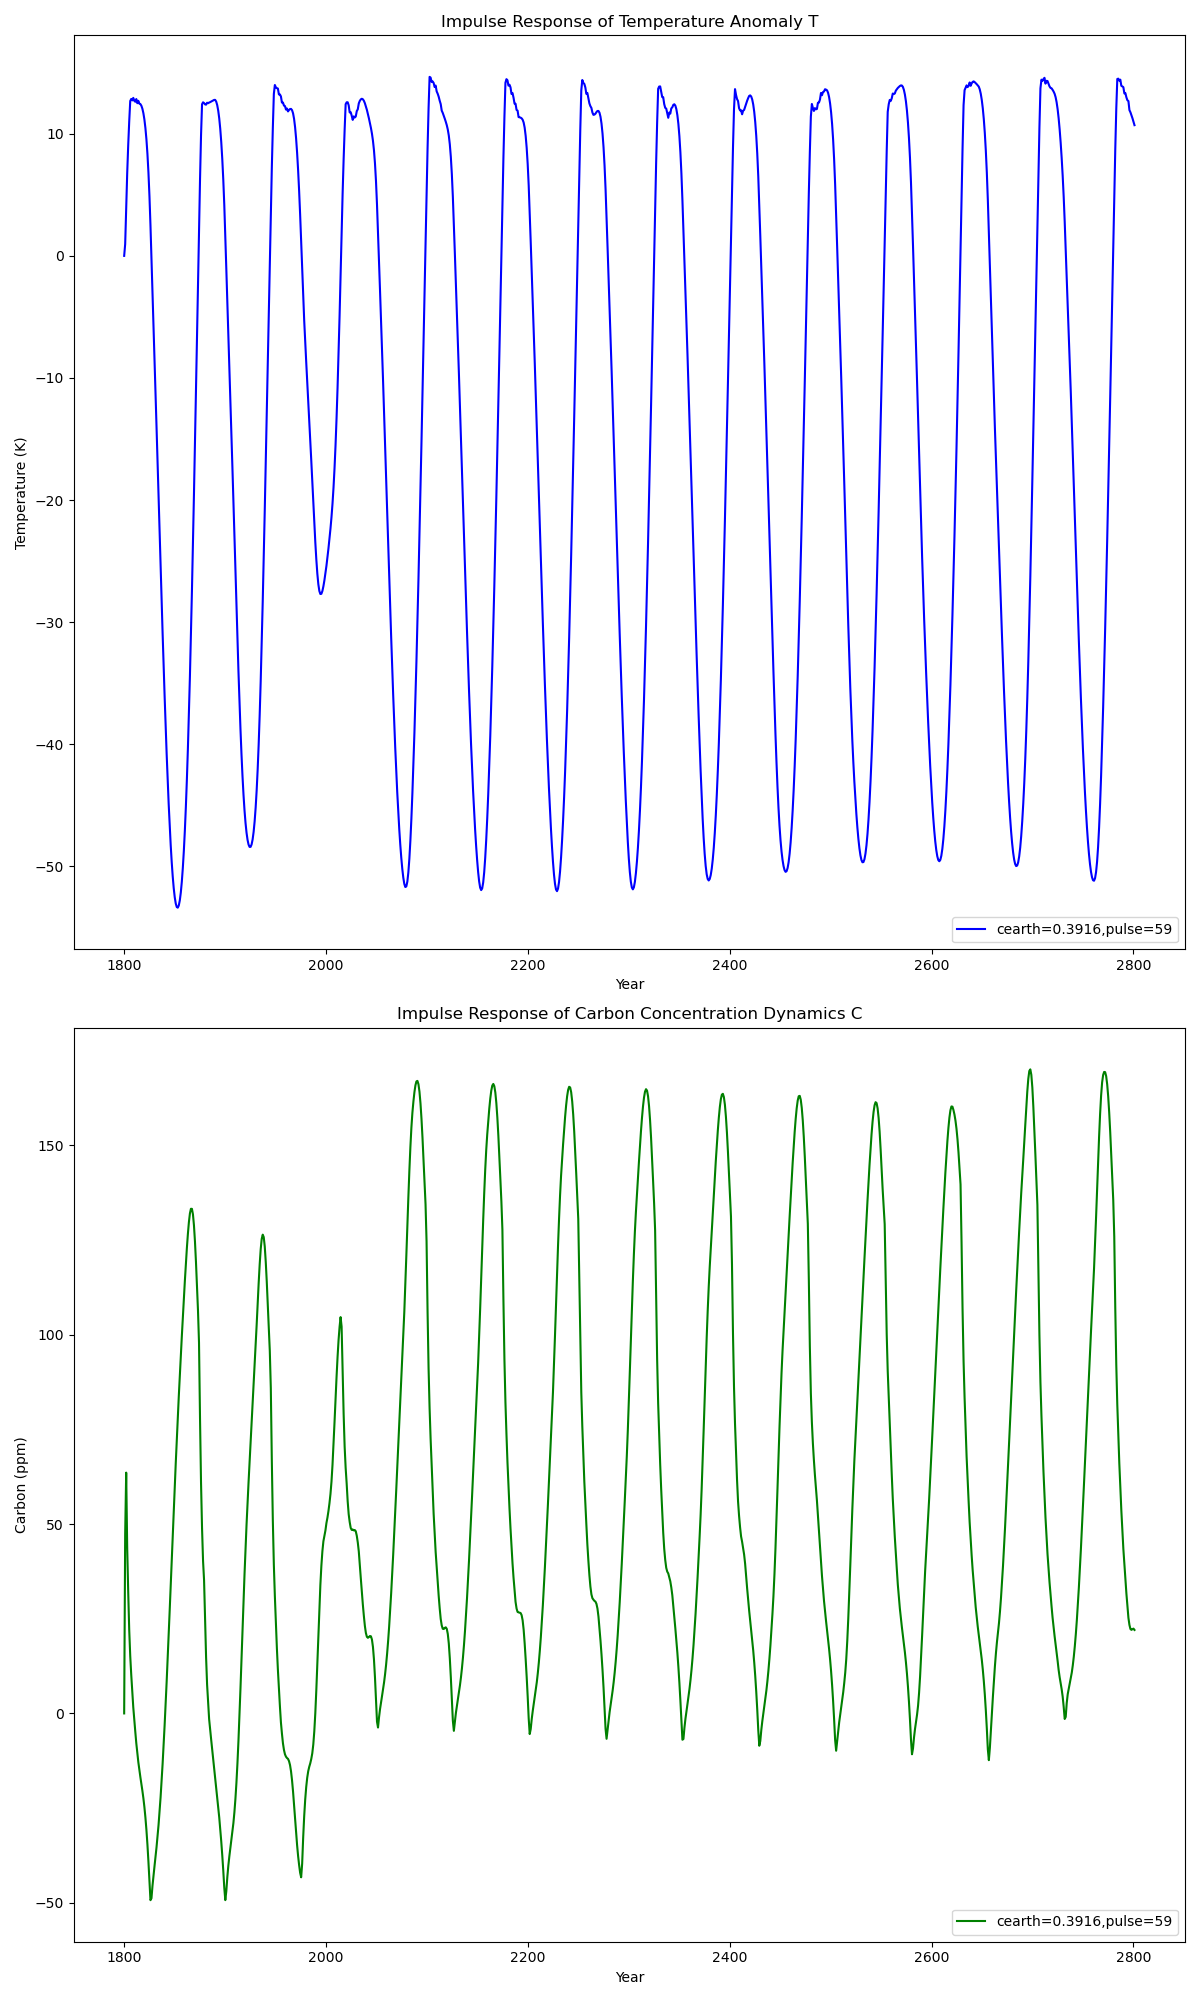 Impulse Response of Temperature Anomaly T
10
0
−10
−20
−30
−40
−50
Temperature (K)
cearth=0.3916,pulse=59
1800 2000 2200 2400 2600 2800
Year
Impulse Response of Carbon Concentration Dynamics C
150
100
50
0
−50
Carbon (ppm)
cearth=0.3916,pulse=59
1800 2000 2200 2400 2600 2800
Year